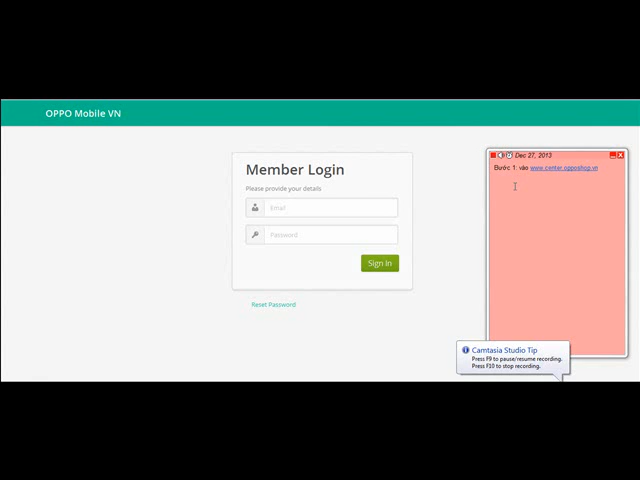 OPPO Mobile VN
Member Login
Please provide your details
Email
Password
Sign In
Reset Password
Dec 27, 2013
Bước 1: vào www.center.opposhop.vn
Camtasia Studio Tip
Press F9 to pause/resume recording.
Press F10 to stop recording.